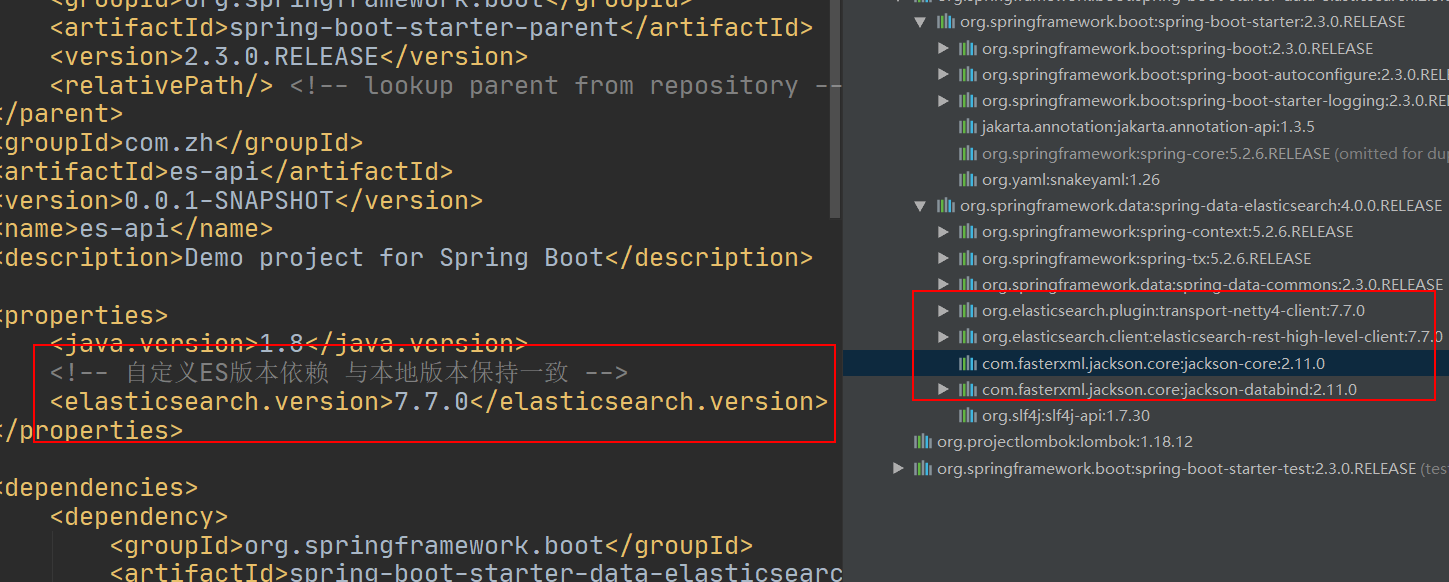 <groupId>org.springframework.boot</groupId>
<artifactId>spring-boot-starter-parent</artifactId>
<version>2.3.0.RELEASE</version>
<relativePath/> <!-- lookup parent from repository --
</parent>
<groupId>com.zh</groupId>
<artifactId>es-api</artifactId>
<version>0.0.1-SNAPSHOT</version>
<name>es-api</name>
<description>Demo project for Spring Boot</description>
<properties>
<java.version>1.8</java.version>
<!-- 自定义ES版本依赖 与本地版本保持一致 -->
<elasticsearch.version>7.7.0</elasticsearch.version>
</properties>
<dependencies>
<dependency>
<groupId>org.springframework.boot</groupId>
<artifactId>spring-boot-starter-data-elasticsearc
org.springframework.boot:spring-boot-starter:2.3.0.RELEASE
org.springframework.boot:spring-boot:2.3.0.RELEASE
org.springframework.boot:spring-boot-autoconfigure:2.3.0.REL
org.springframework.boot:spring-boot-starter-logging:2.3.0.RE
jakarta.annotation:jakarta.annotation-api:1.3.5
org.springframework:spring-core:5.2.6.RELEASE (omitted for dup
org.yaml:snakeyaml:1.26
org.springframework.data:spring-data-elasticsearch:4.0.0.RELEASE
org.springframework:spring-context:5.2.6.RELEASE
org.springframework:spring-tx:5.2.6.RELEASE
org.springframework.data:spring-data-commons:2.3.0.RELEASE
org.elasticsearch.plugin:transport-netty4-client:7.7.0
org.elasticsearch.client:elasticsearch-rest-high-level-client:7.7.0
com.fasterxml.jackson.core:jackson-core:2.11.0
com.fasterxml.jackson.core:jackson-databind:2.11.0
org.slf4j:slf4j-api:1.7.30
org.projectlombok:lombok:1.18.12
org.springframework.boot:spring-boot-starter-test:2.3.0.RELEASE (tes